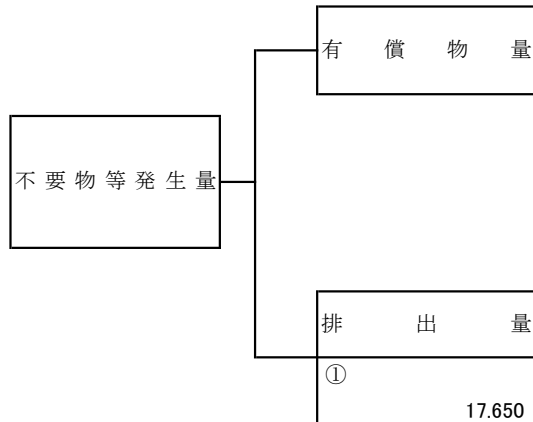 有償物量
不要物等発生量
排出量
①
17.650